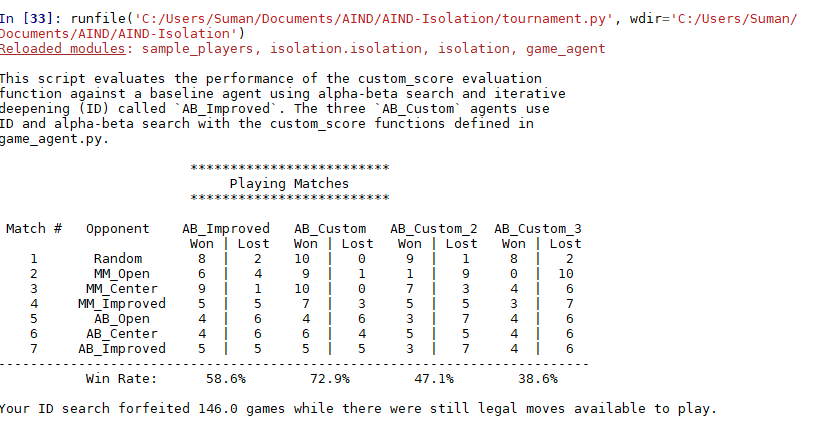 In [33]: runfile('C:/Users/Suman/Documents/AIND/AIND-Isolation/tournament.py', wdir='C:/Users/Suman/
Documents/AIND/AIND-Isolation')
Reloaded modules: sample_players, isolation.isolation, isolation, game_agent
This script evaluates the performance of the custom_score evaluation
function against a baseline agent using alpha-beta search and iterative
deepening (ID) called `AB_Improved`. The three `AB_Custom` agents use
ID and alpha-beta search with the custom_score functions defined in
game_agent.py.
*************************
Playing Matches
*************************
Match # Opponent AB_Improved AB_Custom AB_Custom_2 AB_Custom_3
Won | Lost Won | Lost Won | Lost Won | Lost
1 Random 8 | 2 10 | 0 9 | 1 8 | 2
2 MM_Open 6 | 4 9 | 1 1 | 9 0 | 10
3 MM_Center 9 | 1 10 | 0 7 | 3 4 | 6
4 MM_Improved 5 | 5 7 | 3 5 | 5 3 | 7
5 AB_Open 4 | 6 4 | 6 3 | 7 4 | 6
6 AB_Center 4 | 6 6 | 4 5 | 5 4 | 6
7 AB_Improved 5 | 5 5 | 5 3 | 7 4 | 6
--------------------------------------------------------------------------
Win Rate: 58.6% 72.9% 47.1% 38.6%
Your ID search forfeited 146.0 games while there were still legal moves available to play.